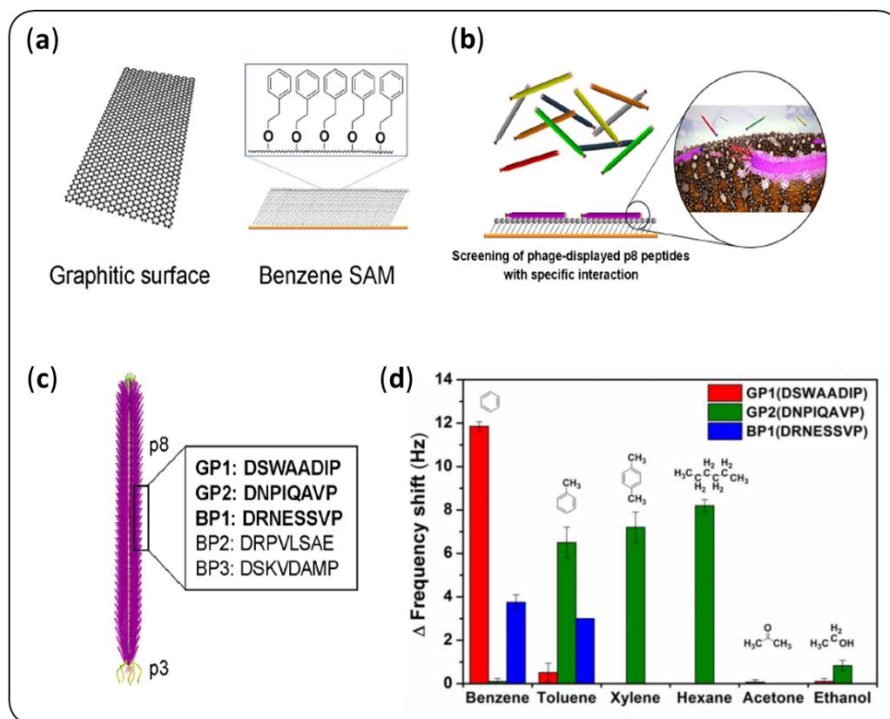 (a)
O O O O O
Graphitic surface
Benzene SAM
(b)
Screening of phage-displayed p8 peptides
with specific interaction
(c)
p8
GP1: DSWAADIP
GP2: DNPIQAVP
BP1: DRNESSVP
BP2: DRPVLSAE
BP3: DSKVDAMP
p3
(d)
Δ Frequency shift (Hz)
14
12
10
8
6
4
2
0
GP1(DSWAADIP)
GP2(DNPIQAVP)
BP1(DRNESSVP)
CH₃
CH₃
CH₃
H₂ H₂
H₃C C C CH₃
C C
H₂ H₂
O
H₃C CH₃
H₂
H₃C C OH
Benzene Toluene Xylene Hexane Acetone Ethanol